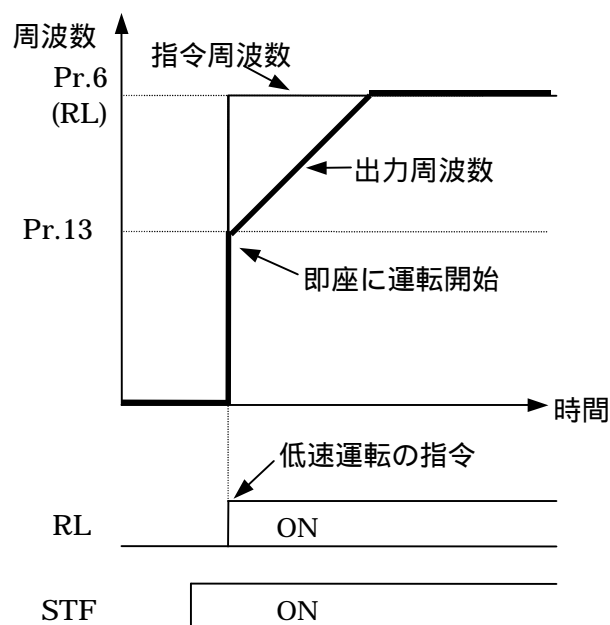 周波数
指令周波数
Pr.6
(RL)
出力周波数
Pr.13
即座に運転開始
時間
低速運転の指令
RL
ON
STF
ON